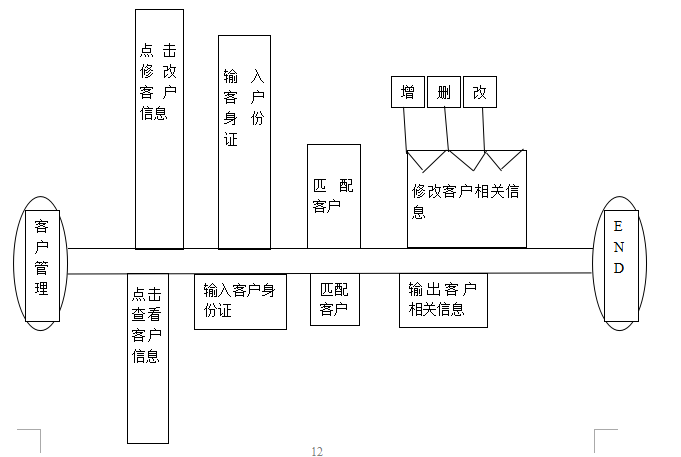 点击
修改
客户
信息
输入
客户
身份
证
增
删
改
匹配
客户
修改客户相关信
息
客
户
管
理
E
N
D
点击
查看
客户
信息
输入客户身
份证
匹配
客户
输出客户
相关信息
12